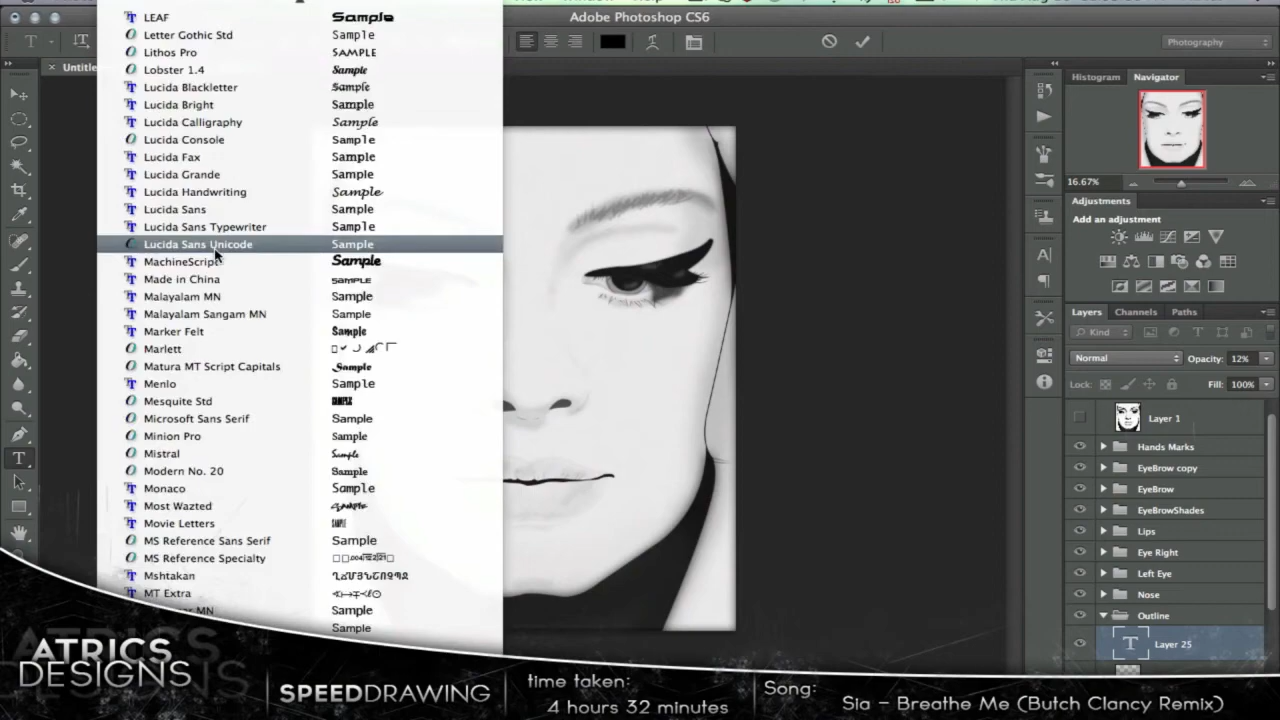 Adobe Photoshop CS6
Photography
Untitle
LEAF Sample
Letter Gothic Std Sample
Lithos Pro SAMPLE
Lobster 1.4 Sample
Lucida Blackletter Sample
Lucida Bright Sample
Lucida Calligraphy Sample
Lucida Console Sample
Lucida Fax Sample
Lucida Grande Sample
Lucida Handwriting Sample
Lucida Sans Sample
Lucida Sans Typewriter Sample
Lucida Sans Unicode Sample
MachineScript Sample
Made in China SAMPLE
Malayalam MN Sample
Malayalam Sangam MN Sample
Marker Felt Sample
Marlett
Matura MT Script Capitals Sample
Menlo Sample
Mesquite Std SAMPLE
Microsoft Sans Serif Sample
Minion Pro Sample
Mistral Sample
Modern No. 20 Sample
Monaco Sample
Most Wazted Sample
Movie Letters SAMPLE
MS Reference Sans Serif Sample
MS Reference Specialty
Mshtakan
MT Extra
MN Sample
Sample
Histogram Navigator
16.67%
Adjustments
Add an adjustment
Layers Channels Paths
Kind
Normal Opacity: 12%
Lock: Fill: 100%
Layer 1
Hands Marks
EyeBrow copy
EyeBrow
EyeBrowShades
Lips
Eye Right
Left Eye
Nose
Outline
Layer 25
ATRICS
DESIGNS
SPEEDDRAWING
time taken:
4 hours 32 minutes
Song:
Sia - Breathe Me (Butch Clancy Remix)